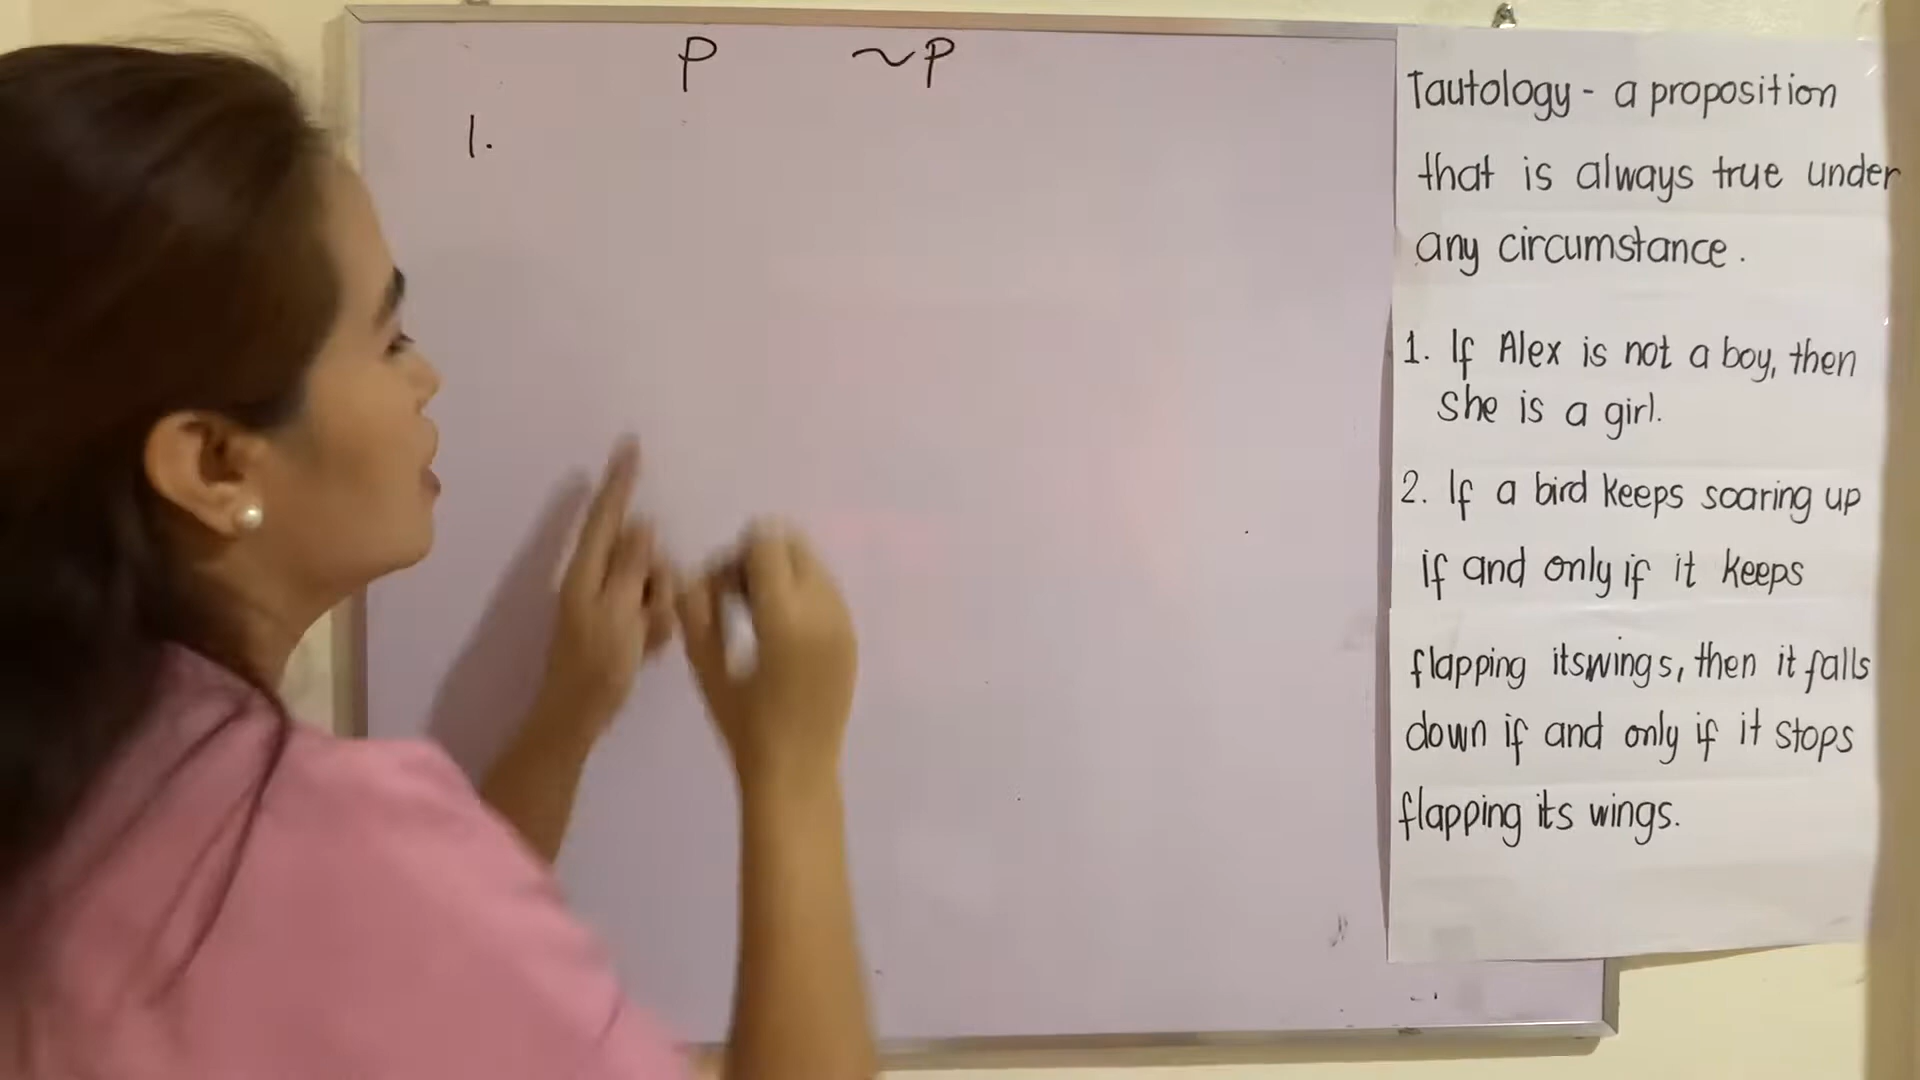 P ~P
1.
Tautology - a proposition
that is always true under
any circumstance.
1. If Alex is not a boy, then
she is a girl.
2. If a bird keeps soaring up
if and only if it keeps
flapping itswings, then it falls
down if and only if it stops
flapping its wings.